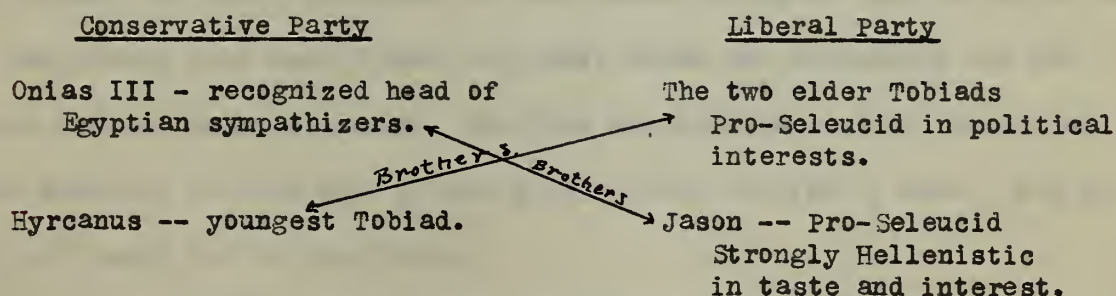 Conservative Party
Liberal Party
Onias III - recognized head of
Egyptian sympathizers.
The two elder Tobiads
Pro-Seleucid in political
interests.
Brothers.
Brothers
Hyrcanus -- youngest Tobiad.
Jason -- Pro-Seleucid
Strongly Hellenistic
in taste and interest.